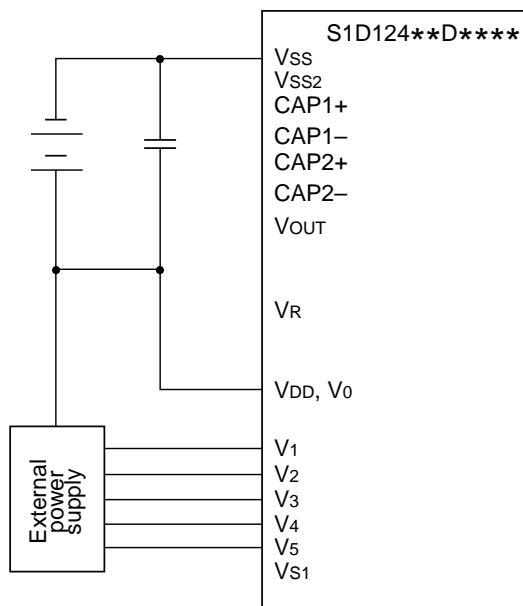 S1D124**D****
VSS
VSS2
CAP1+
CAP1–
CAP2+
CAP2–
VOUT
VR
VDD, V0
V1
V2
V3
V4
V5
VS1
External
power
supply